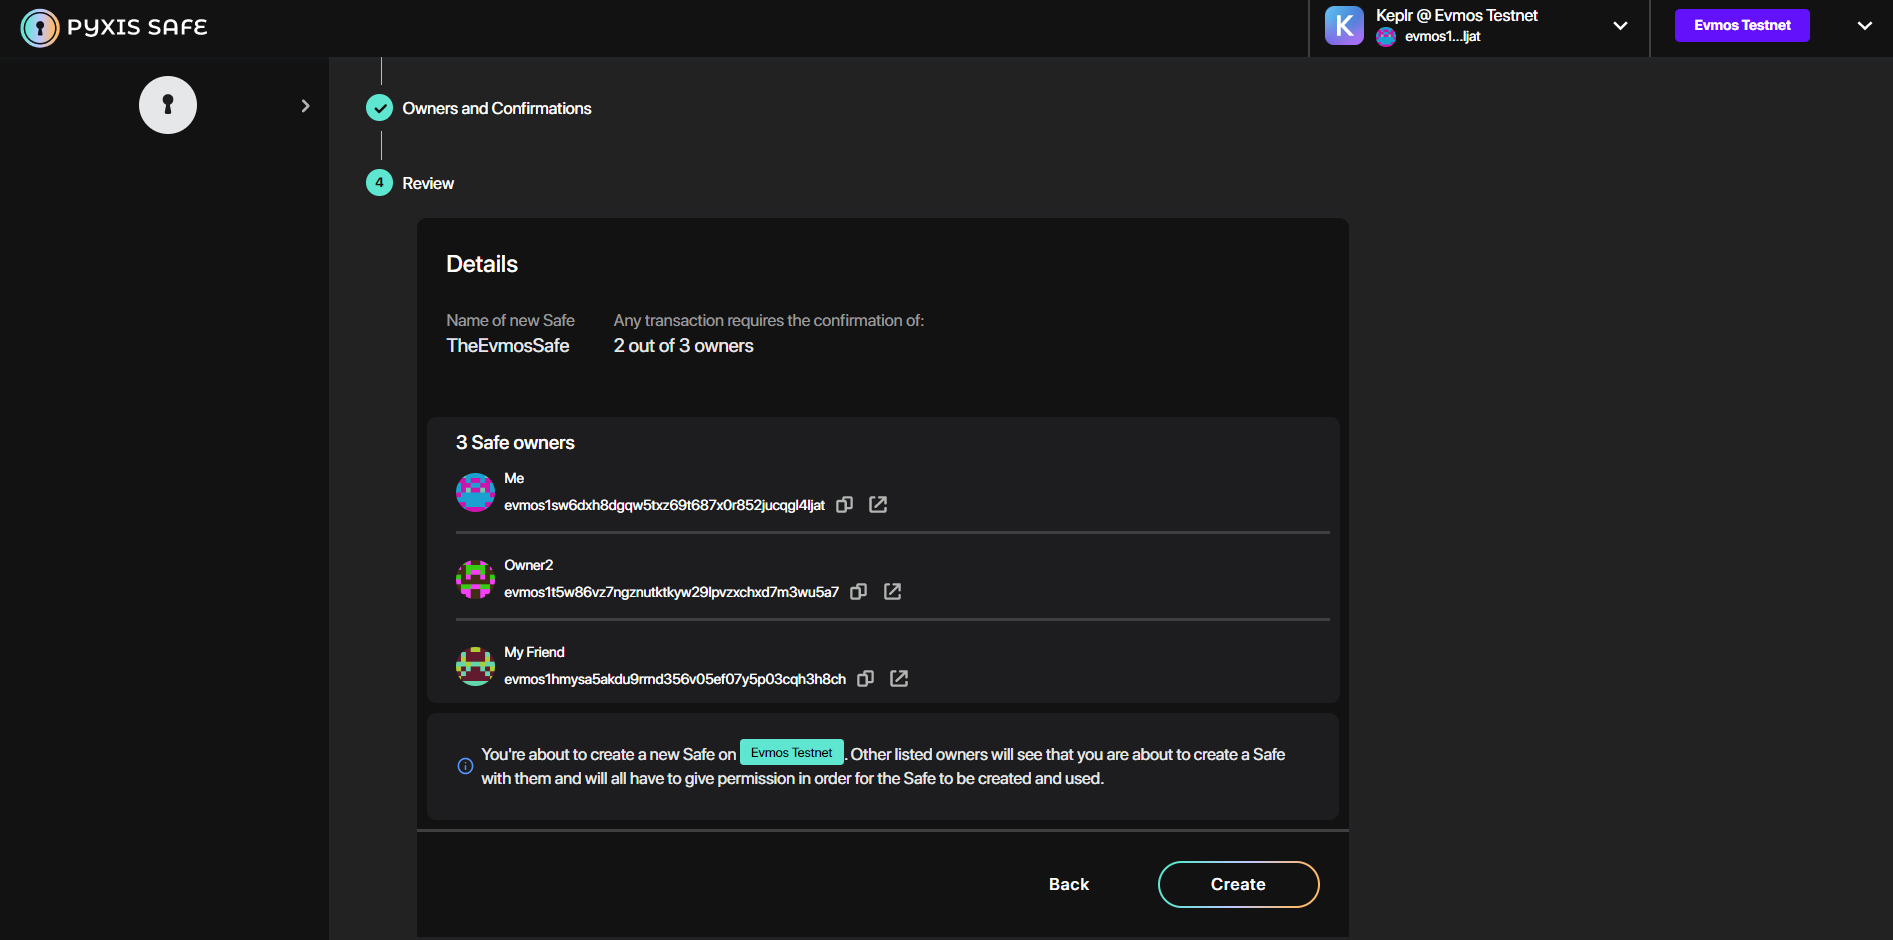 PYXIS SAFE
K
Keplr @ Evmos Testnet
evmos1...ljat
Evmos Testnet
Owners and Confirmations
4 Review
Details
Name of new Safe
TheEvmosSafe
Any transaction requires the confirmation of:
2 out of 3 owners
3 Safe owners
Me
evmos1sw6dxh8dgqw5txz69t687x0r852jucqgl4ljat
Owner2
evmos1t5w86vz7ngznutktkyw29lpvzxchxd7m3wu5a7
My Friend
evmos1hmysa5akdu9rrnd356v05ef07y5p03cqh3h8ch
You're about to create a new Safe on Evmos Testnet. Other listed owners will see that you are about to create a Safe
with them and will all have to give permission in order for the Safe to be created and used.
Back
Create